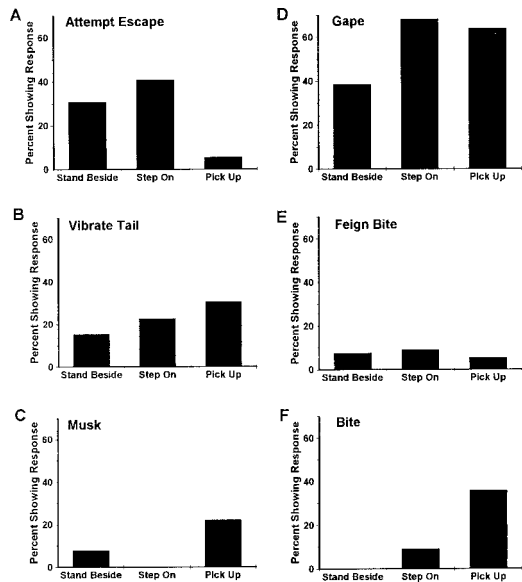 A
Attempt Escape
Percent Showing Response
60
40
20
0
Stand Beside Step On Pick Up
B
Vibrate Tail
Percent Showing Response
60
40
20
0
Stand Beside Step On Pick Up
C
Musk
Percent Showing Response
60
40
20
0
Stand Beside Step On Pick Up
D
Gape
Percent Showing Response
60
40
20
0
Stand Beside Step On Pick Up
E
Feign Bite
Percent Showing Response
60
40
20
0
Stand Beside Step On Pick Up
F
Bite
Percent Showing Response
60
40
20
0
Stand Beside Step On Pick Up